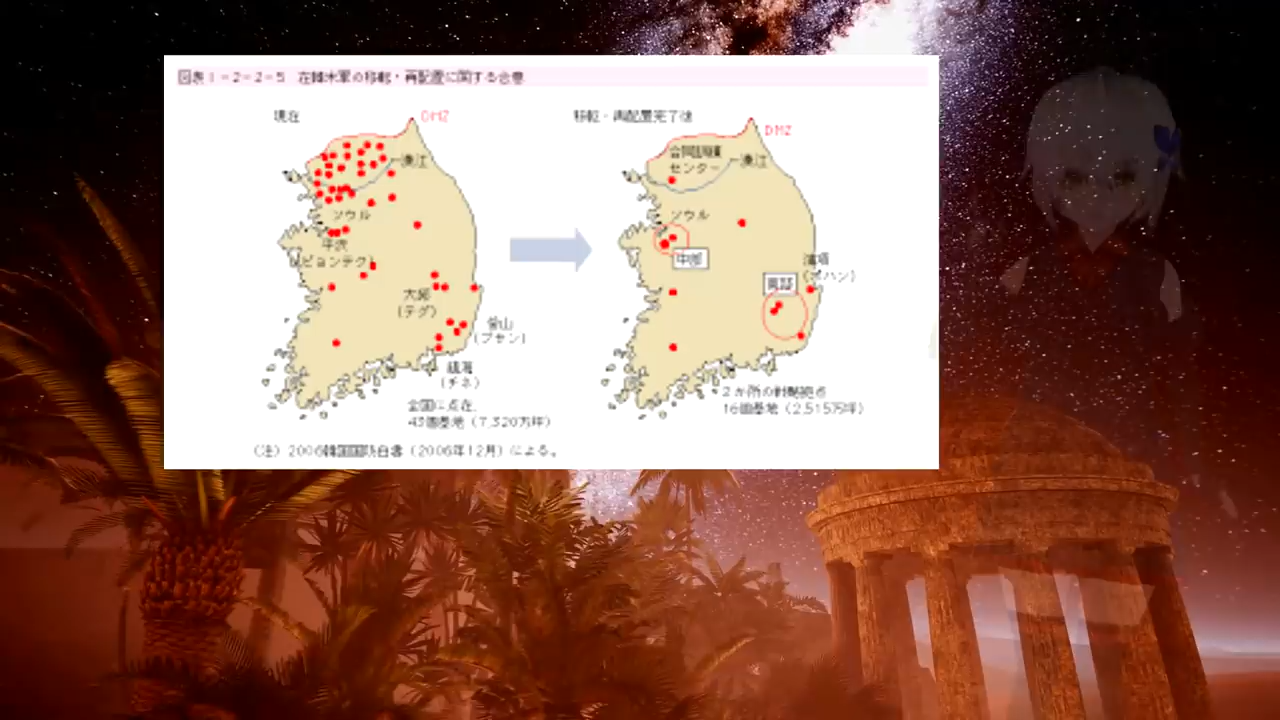 図表1-2-2-5 在韓米軍の移転・再配置に関する合意
現在
DMZ
漢江
ソウル
平沢
(ピョンテク)
大邱
(テグ)
釜山
(プサン)
鎮海
(チネ)
全国に点在
43個基地 (7,320万坪)
移転・再配置完了後
DMZ
合同訓練
センター
漢江
ソウル
中部
浦項
(ポハン)
南部
2か所の戦略拠点
16個基地 (2,515万坪)
(注) 2006韓国国防白書 (2006年12月) による。